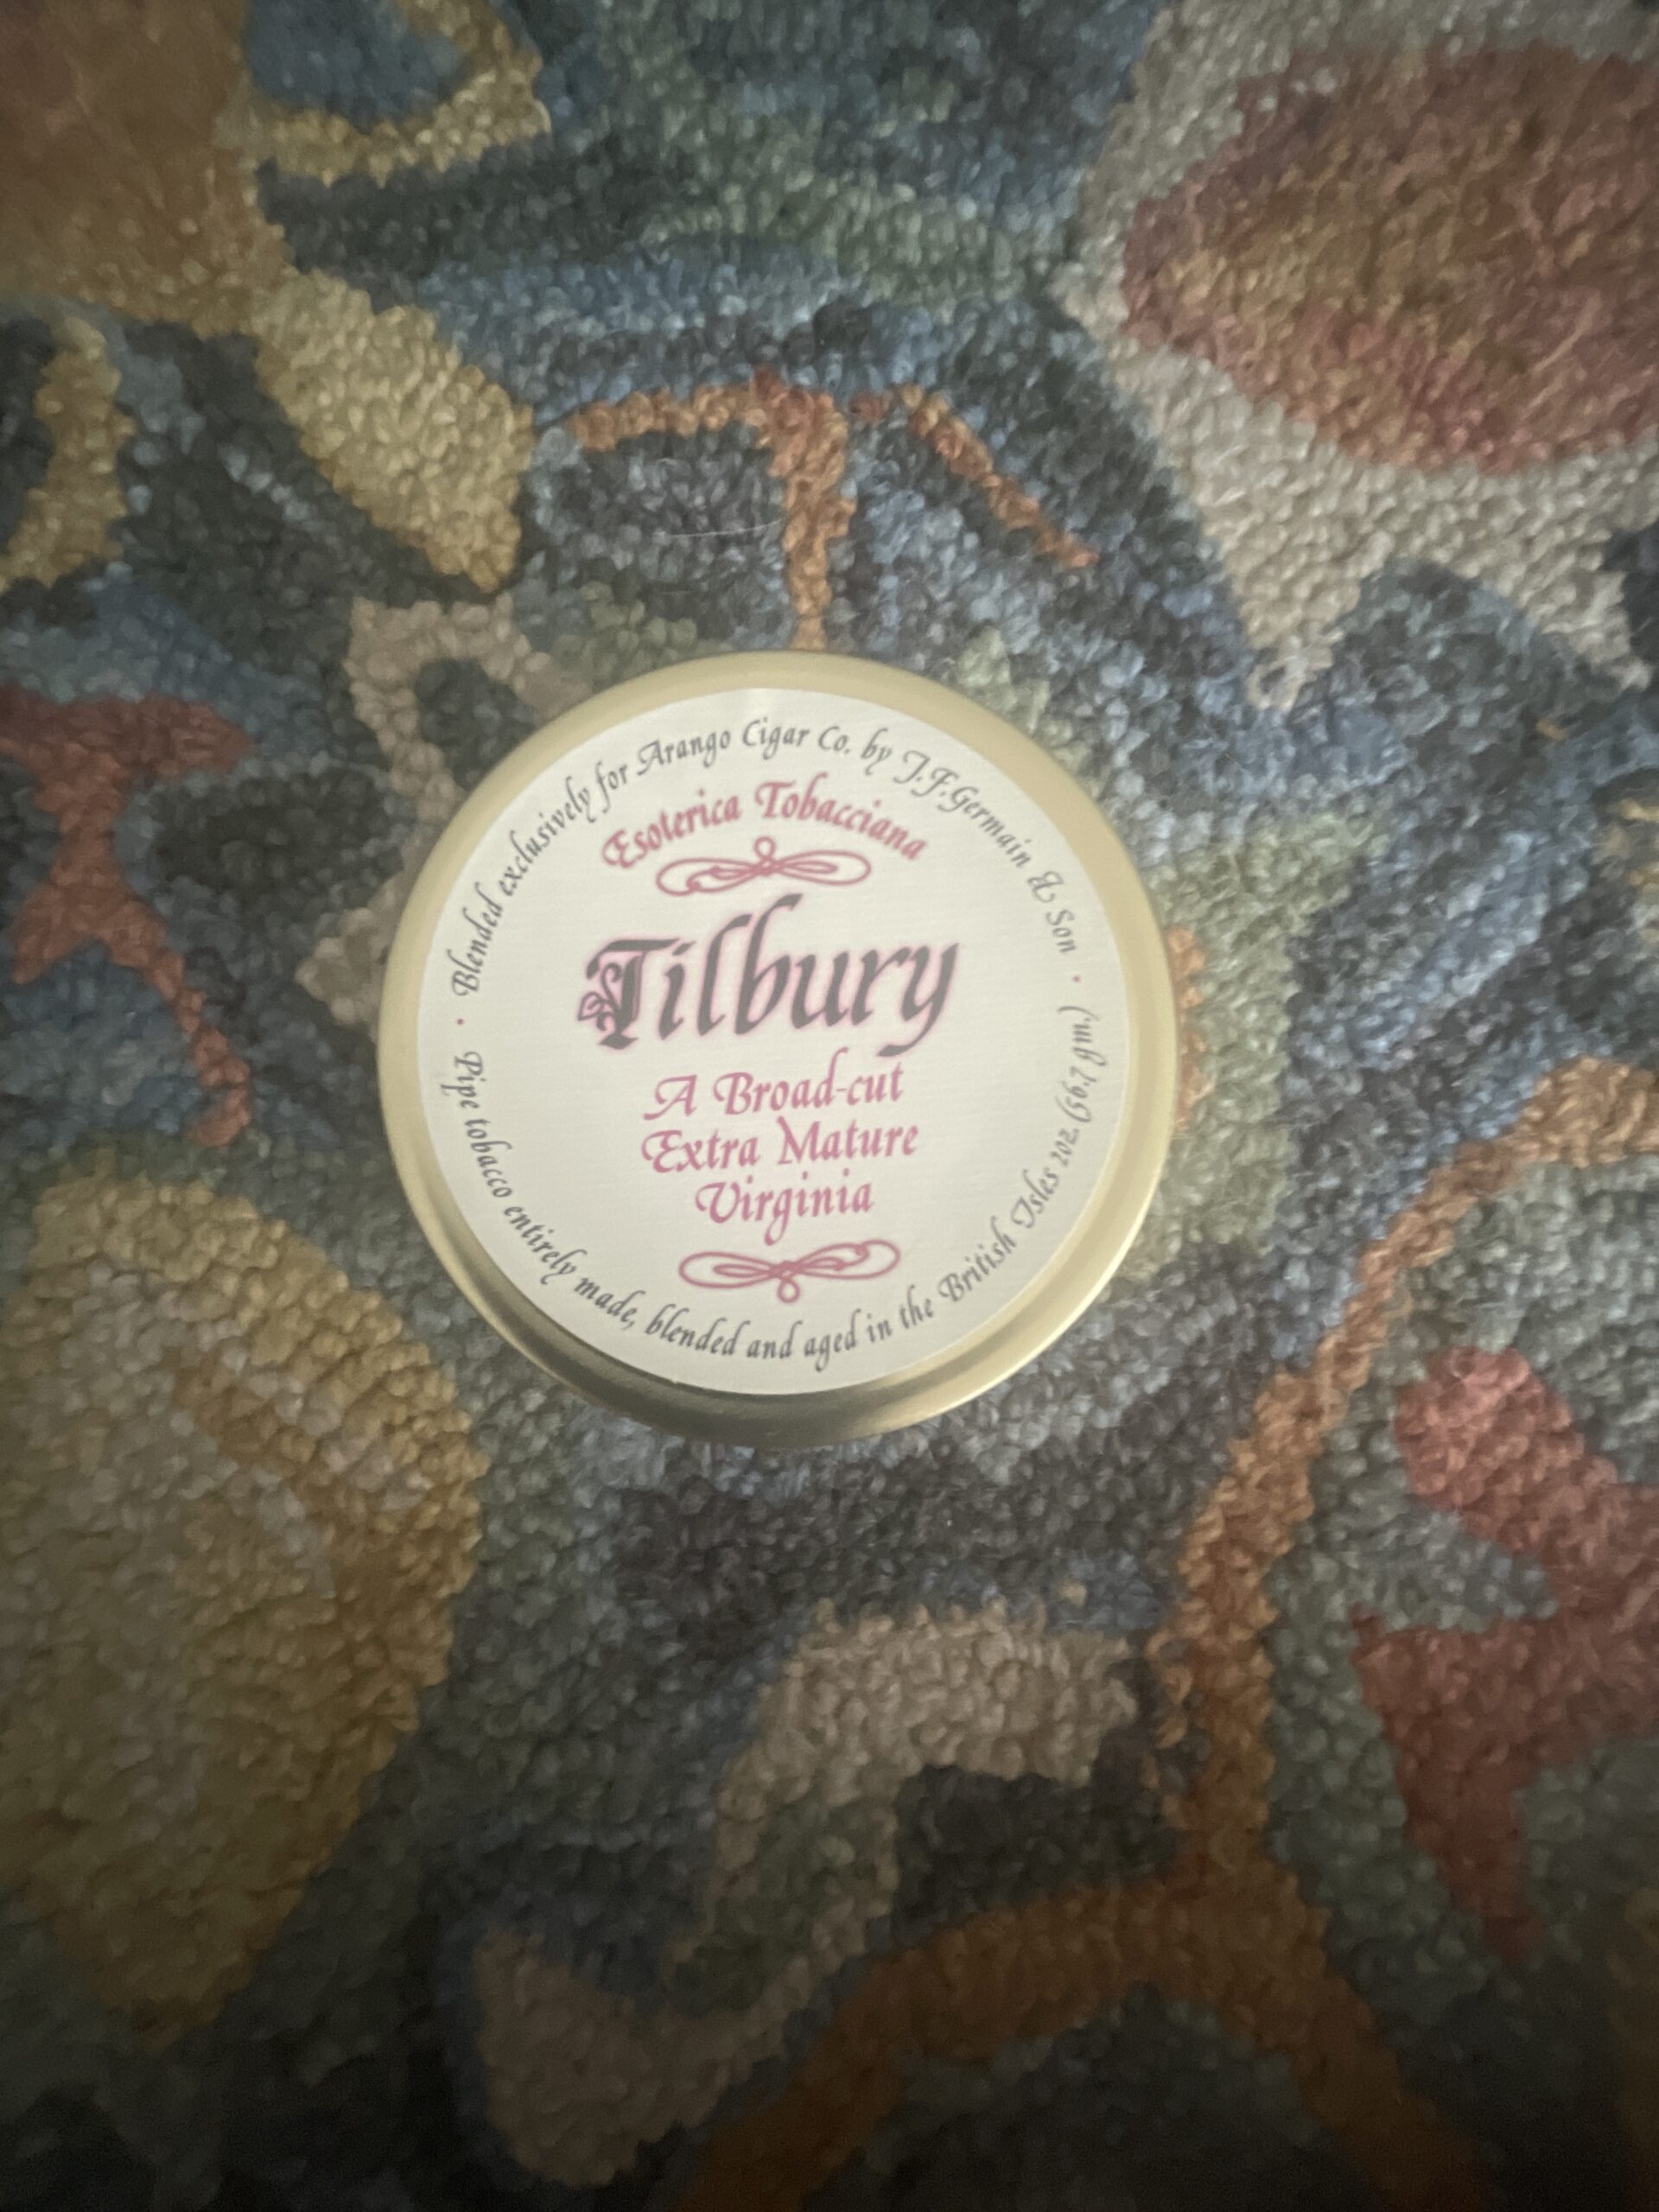 Blended exclusively for Arango Cigar Co. by J.F. Germain & Son
Esoterica Tobacciana
Tilbury
A Broad-cut
Extra Mature
Virginia
Pipe tobacco entirely made, blended and aged in the British Isles 2oz. (56.7 gm.)